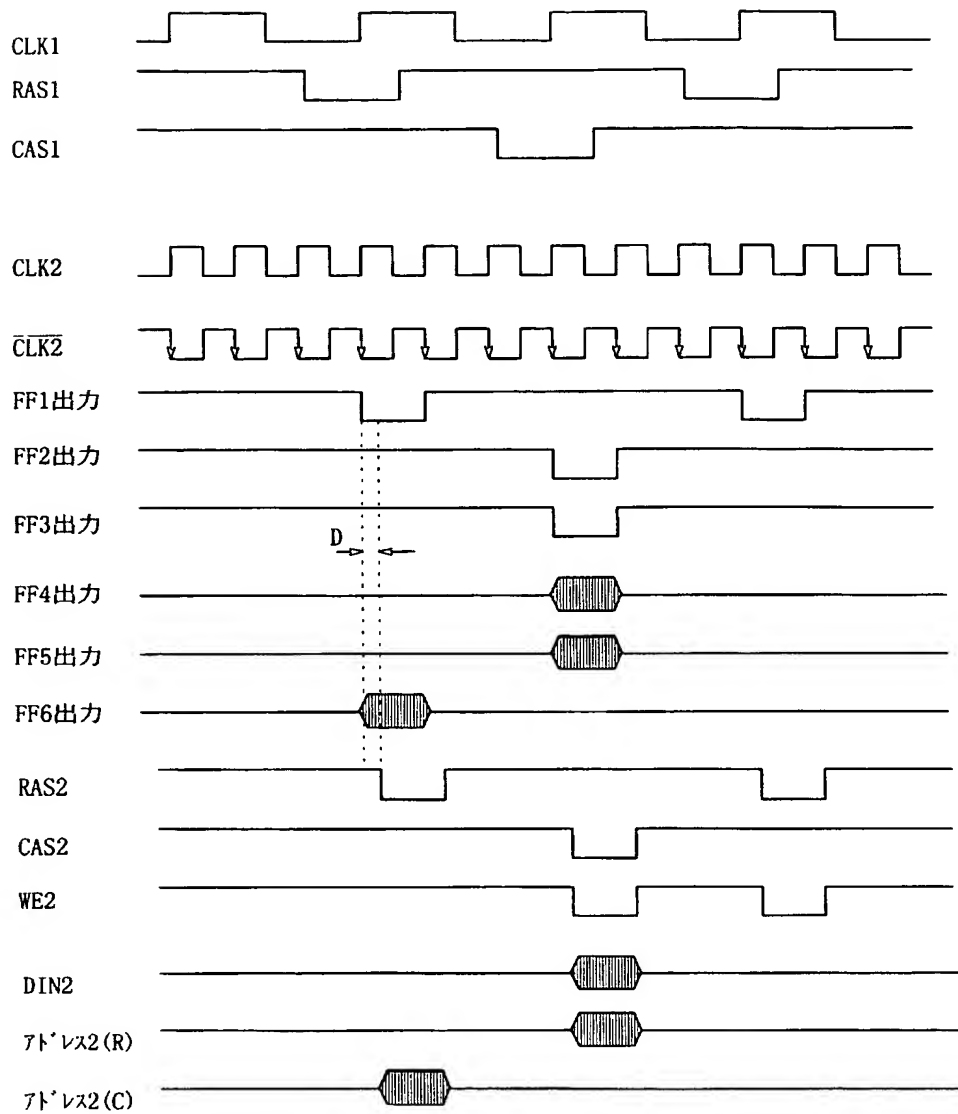 CLK1
RAS1
CAS1
CLK2
C̅L̅K̅2̅
FF1出力
FF2出力
FF3出力
D
FF4出力
FF5出力
FF6出力
RAS2
CAS2
WE2
DIN2
ｱﾄﾞﾚｽ2(R)
ｱﾄﾞﾚｽ2(C)